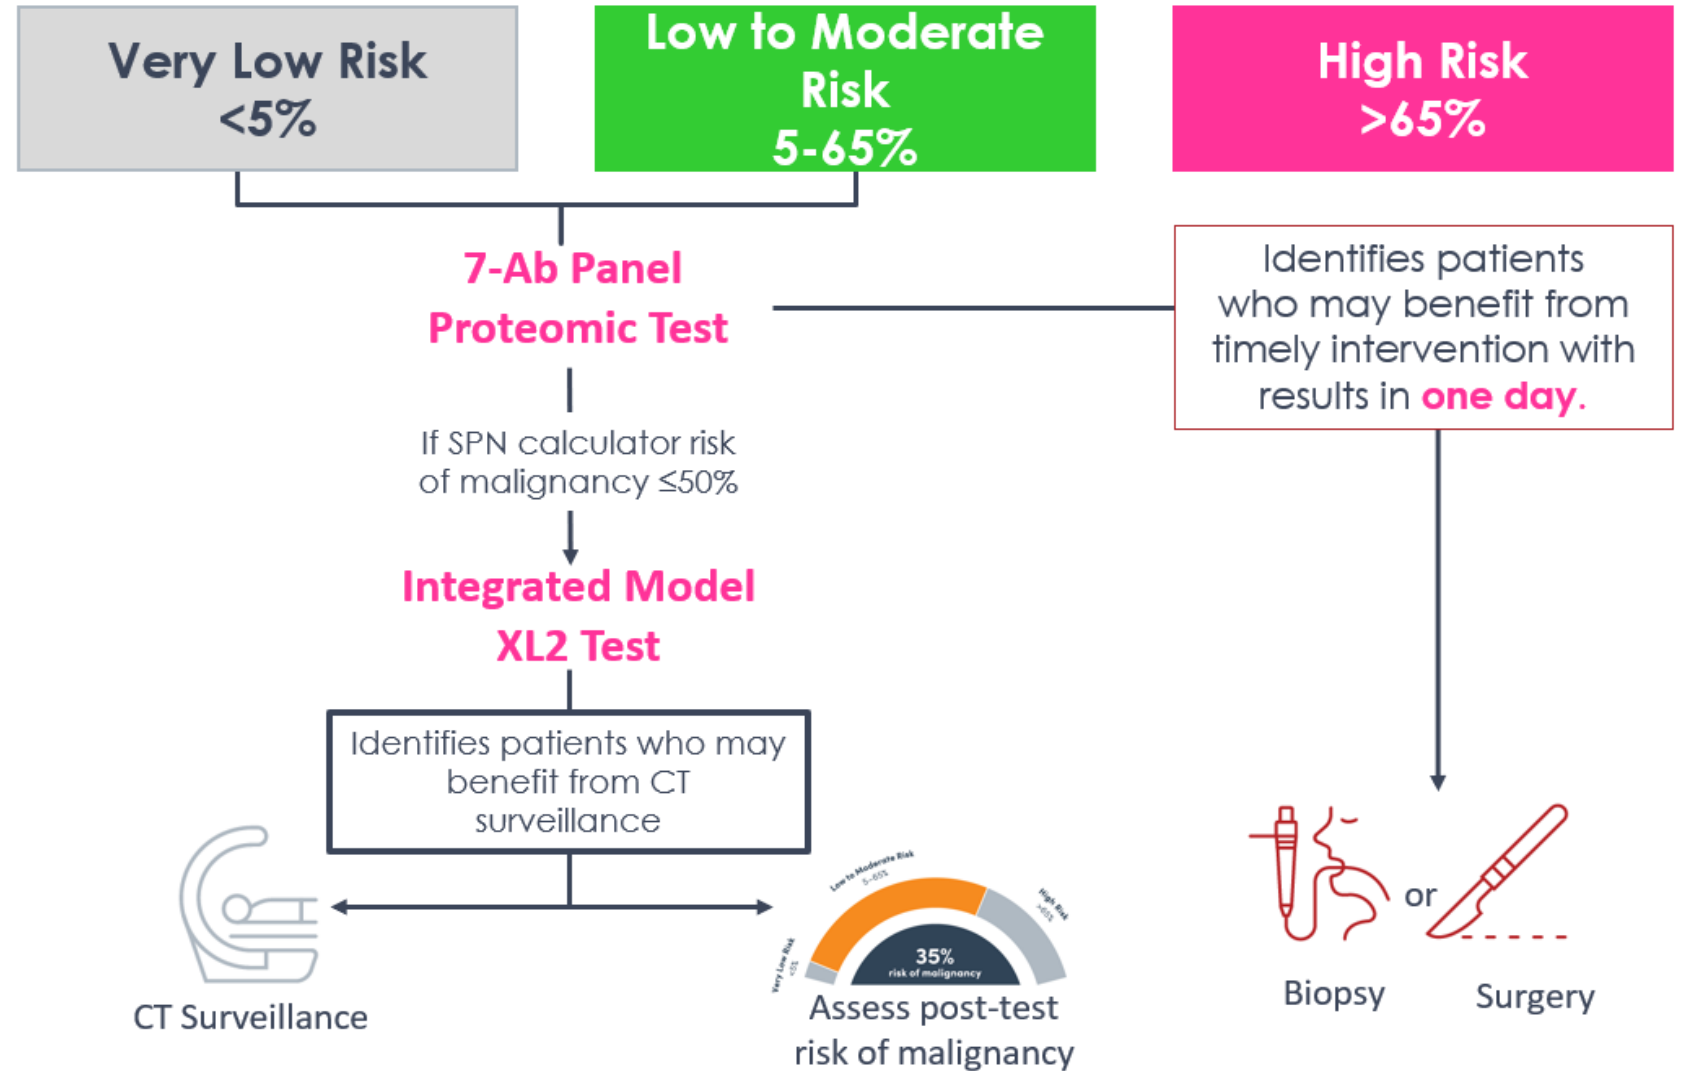 Very Low Risk
<5%
Low to Moderate
Risk
5-65%
High Risk
>65%
7-Ab Panel
Proteomic Test
Identifies patients
who may benefit from
timely intervention with
results in one day.
If SPN calculator risk
of malignancy ≤50%
Integrated Model
XL2 Test
Identifies patients who may
benefit from CT
surveillance
CT Surveillance
Very Low Risk
<5%
Low to Moderate Risk
5-65%
High Risk
>65%
35%
risk of malignancy
Assess post-test
risk of malignancy
or
Biopsy
Surgery